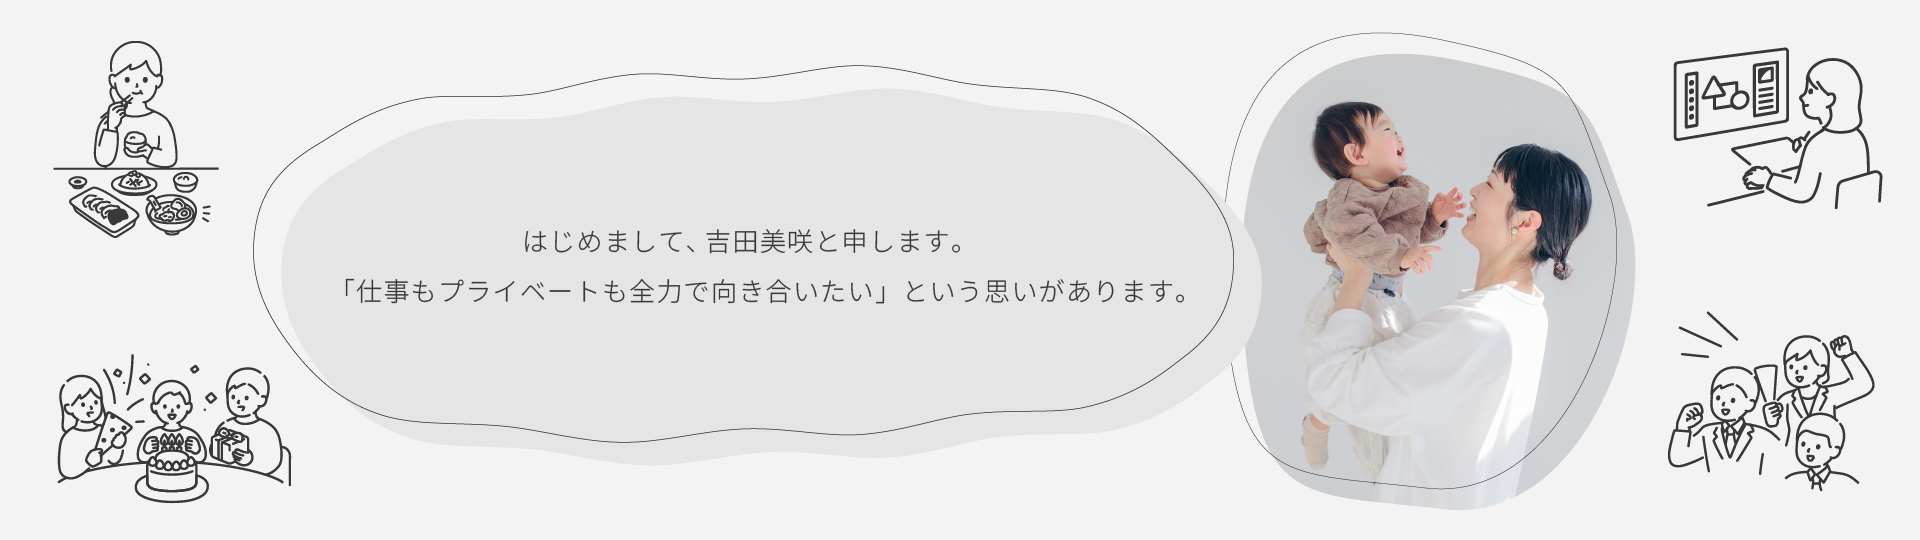 はじめまして、吉田美咲と申します。
「仕事もプライベートも全力で向き合いたい」という思いがあります。